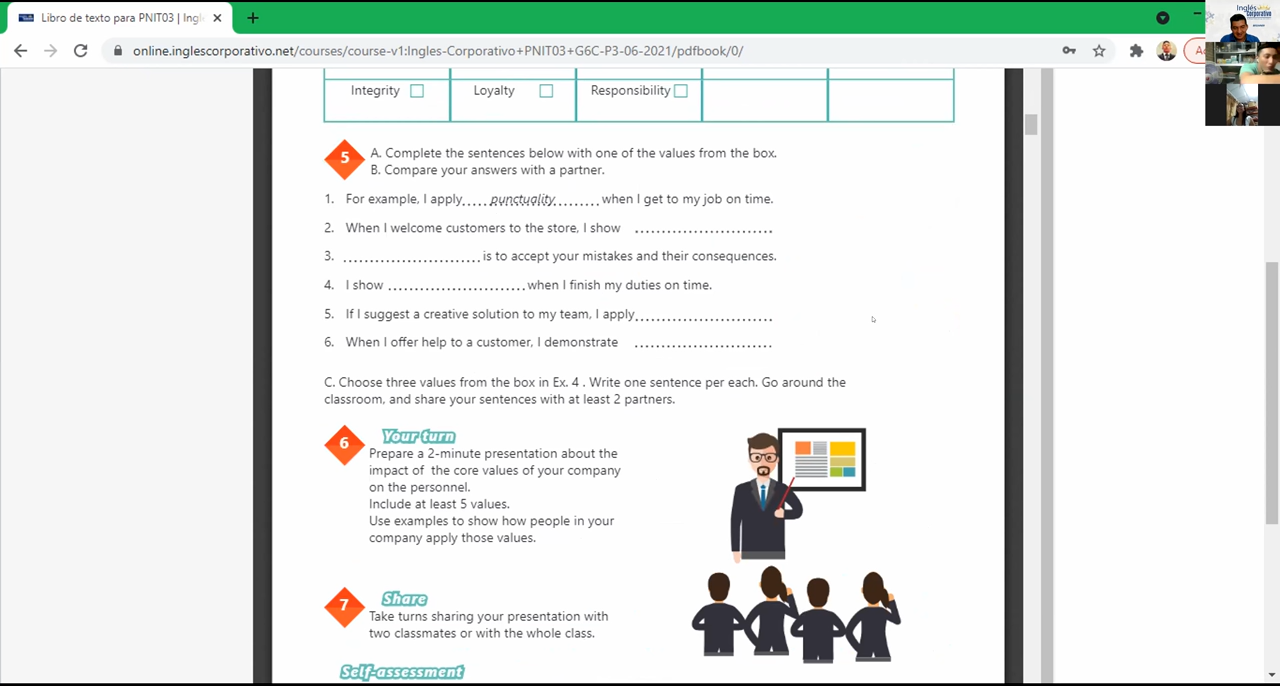 Libro de texto para PNIT03 | Ingl
online.inglescorporativo.net/courses/course-v1:Ingles-Corporativo+PNIT03+G6C-P3-06-2021/pdfbook/0/
Inglés
Corporativo
Integrity Loyalty Responsibility
5
A. Complete the sentences below with one of the values from the box.
B. Compare your answers with a partner.
1. For example, I apply.....punctuality........when I get to my job on time.
2. When I welcome customers to the store, I show ..........................
3. ..........................is to accept your mistakes and their consequences.
4. I show ..........................when I finish my duties on time.
5. If I suggest a creative solution to my team, I apply..........................
6. When I offer help to a customer, I demonstrate ..........................
C. Choose three values from the box in Ex. 4 . Write one sentence per each. Go around the
classroom, and share your sentences with at least 2 partners.
6
Your turn
Prepare a 2-minute presentation about the
impact of the core values of your company
on the personnel.
Include at least 5 values.
Use examples to show how people in your
company apply those values.
7
Share
Take turns sharing your presentation with
two classmates or with the whole class.
Self-assessment